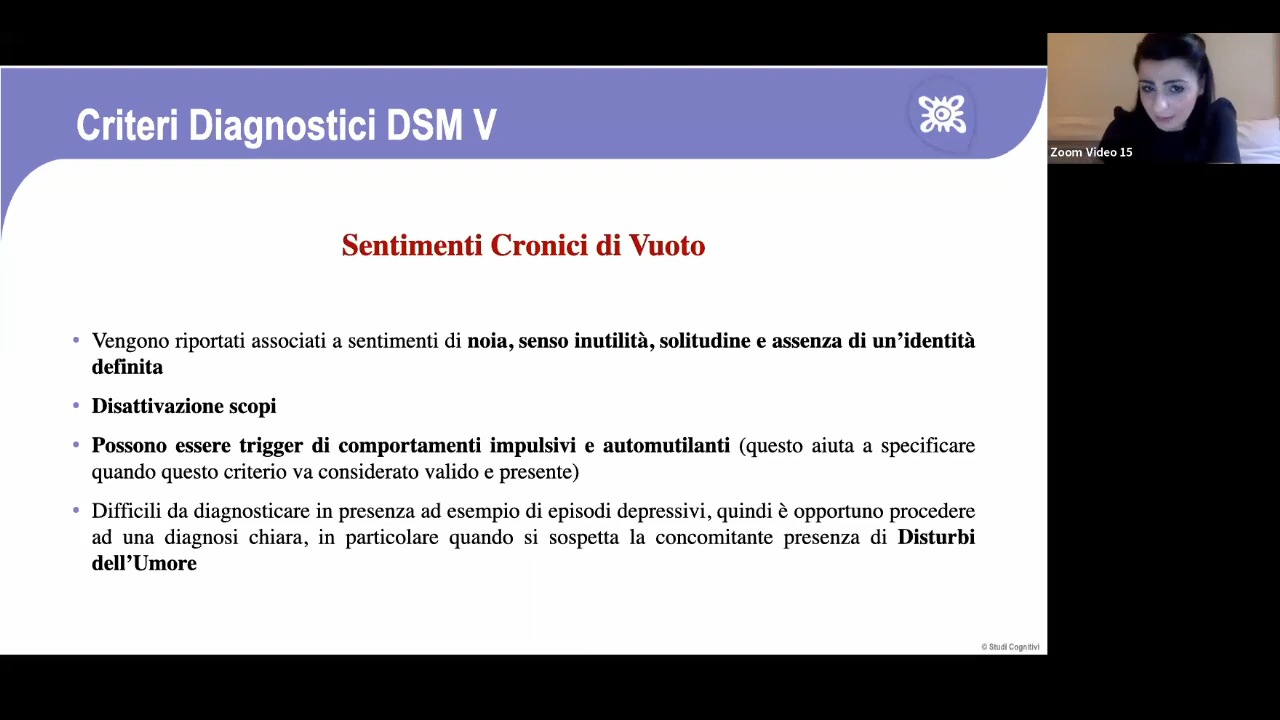 Criteri Diagnostici DSM V
Zoom Video 15
Sentimenti Cronici di Vuoto
• Vengono riportati associati a sentimenti di noia, senso inutilità, solitudine e assenza di un’identità
definita
• Disattivazione scopi
• Possono essere trigger di comportamenti impulsivi e automutilanti (questo aiuta a specificare
quando questo criterio va considerato valido e presente)
• Difficili da diagnosticare in presenza ad esempio di episodi depressivi, quindi è opportuno procedere
ad una diagnosi chiara, in particolare quando si sospetta la concomitante presenza di Disturbi
dell’Umore
© Studi Cognitivi